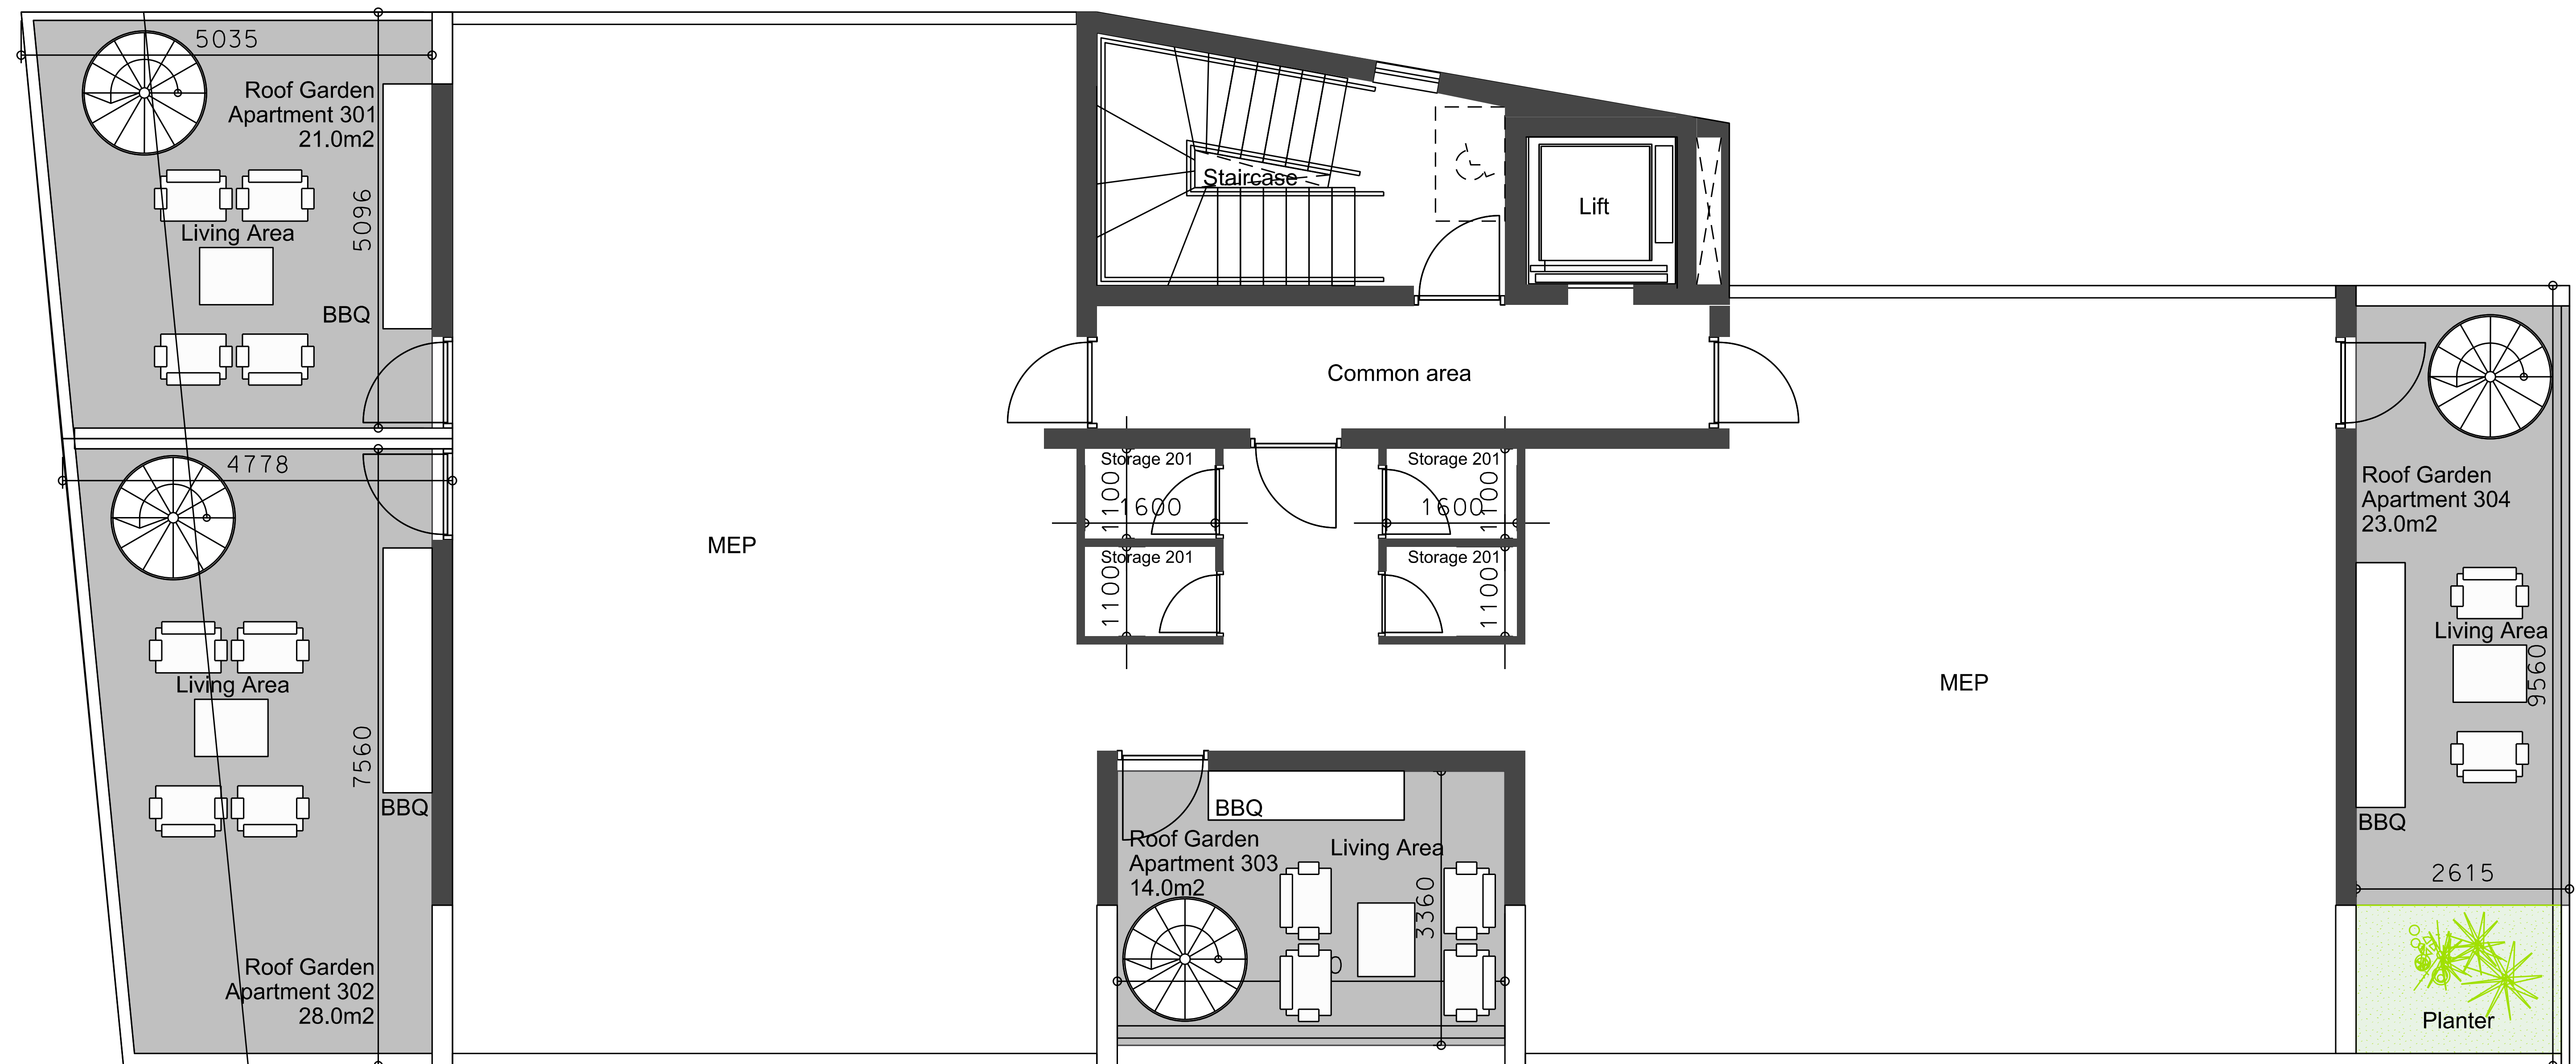 5035
Roof Garden
Apartment 301
21.0m2
5096
Living Area
BBQ
4778
Living Area
7560
BBQ
Roof Garden
Apartment 302
28.0m2
MEP
Staircase
Lift
Common area
Storage 201
1100
1600
Storage 201
1100
Storage 201
1600
1100
Storage 201
1100
BBQ
Roof Garden
Apartment 303
14.0m2
Living Area
3360
MEP
Roof Garden
Apartment 304
23.0m2
Living Area
9560
BBQ
2615
Planter